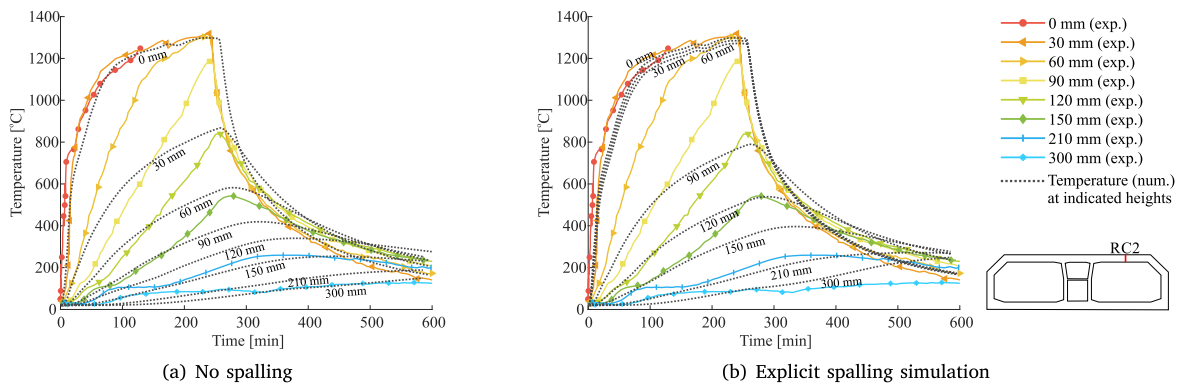 1400
1200
1000
800
600
400
200
0
Temperature [°C]
0 mm
30 mm
60 mm
90 mm
120 mm
150 mm
210 mm
300 mm
0 100 200 300 400 500 600
Time [min]
(a) No spalling
1400
1200
1000
800
600
400
200
0
Temperature [°C]
0 mm
30 mm
60 mm
90 mm
120 mm
150 mm
210 mm
300 mm
0 100 200 300 400 500 600
Time [min]
(b) Explicit spalling simulation
0 mm (exp.)
30 mm (exp.)
60 mm (exp.)
90 mm (exp.)
120 mm (exp.)
150 mm (exp.)
210 mm (exp.)
300 mm (exp.)
Temperature (num.)
at indicated heights
RC2